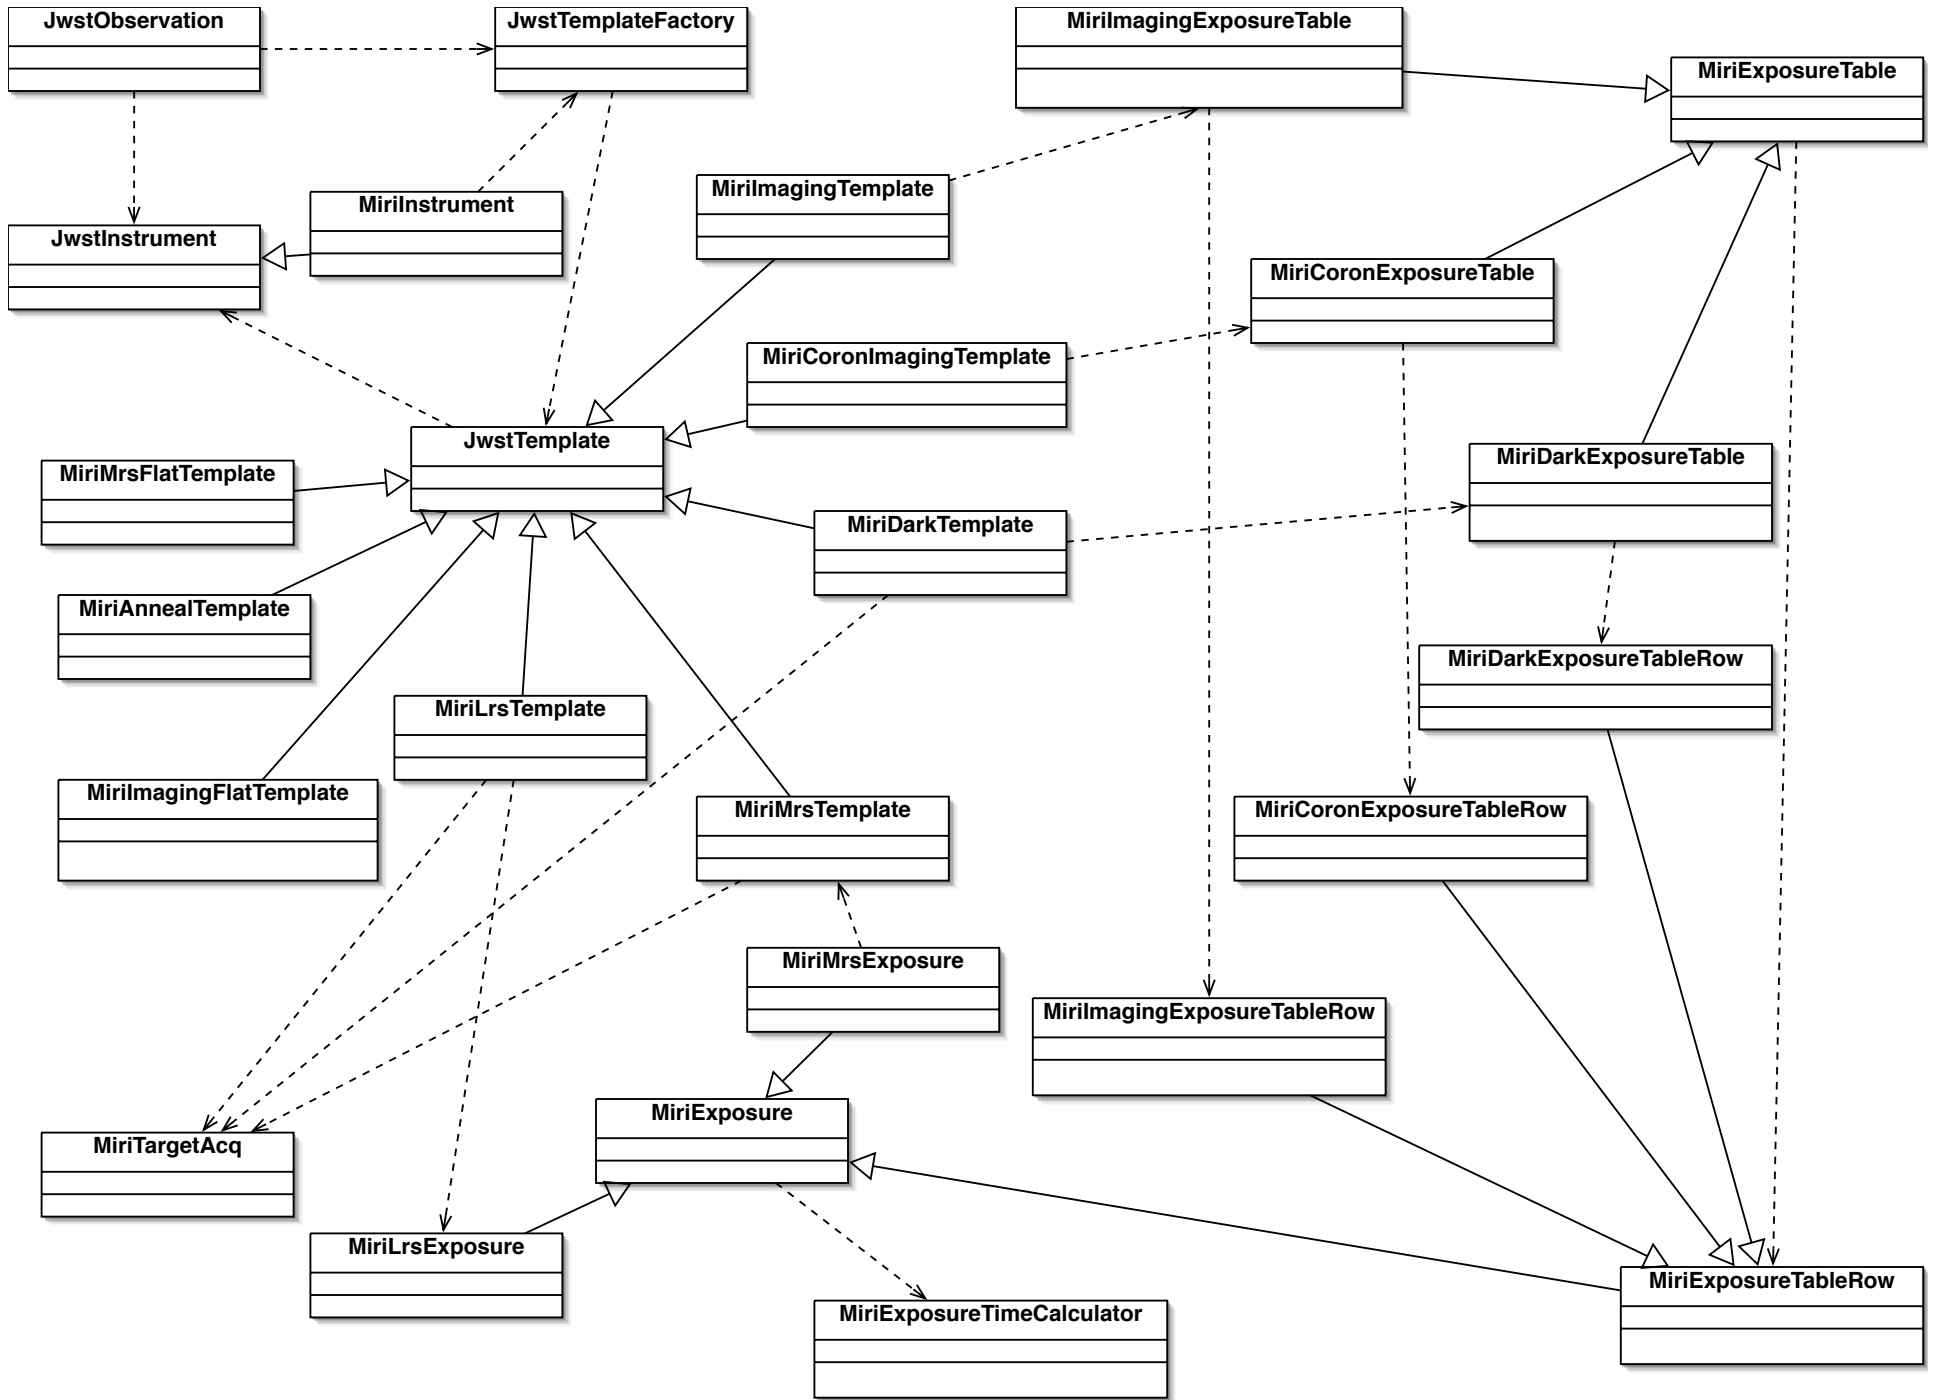 JwstObservation
JwstTemplateFactory
MiriImagingExposureTable
MiriExposureTable
MiriImagingTemplate
MiriInstrument
JwstInstrument
MiriCoronExposureTable
MiriCoronImagingTemplate
JwstTemplate
MiriDarkExposureTable
MiriMrsFlatTemplate
MiriDarkTemplate
MiriAnnealTemplate
MiriDarkExposureTableRow
MiriLrsTemplate
MiriImagingFlatTemplate
MiriMrsTemplate
MiriCoronExposureTableRow
MiriMrsExposure
MiriImagingExposureTableRow
MiriExposure
MiriTargetAcq
MiriLrsExposure
MiriExposureTableRow
MiriExposureTimeCalculator